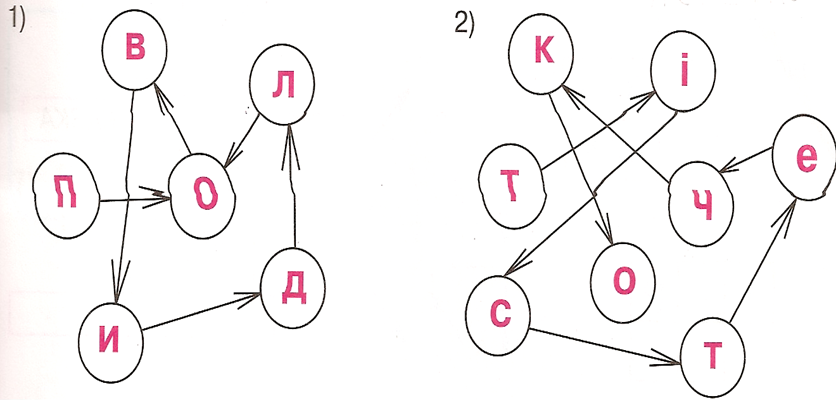 1)
2)
В
К
Л
і
П
О
Т
Ч
е
Д
О
С
И
Т